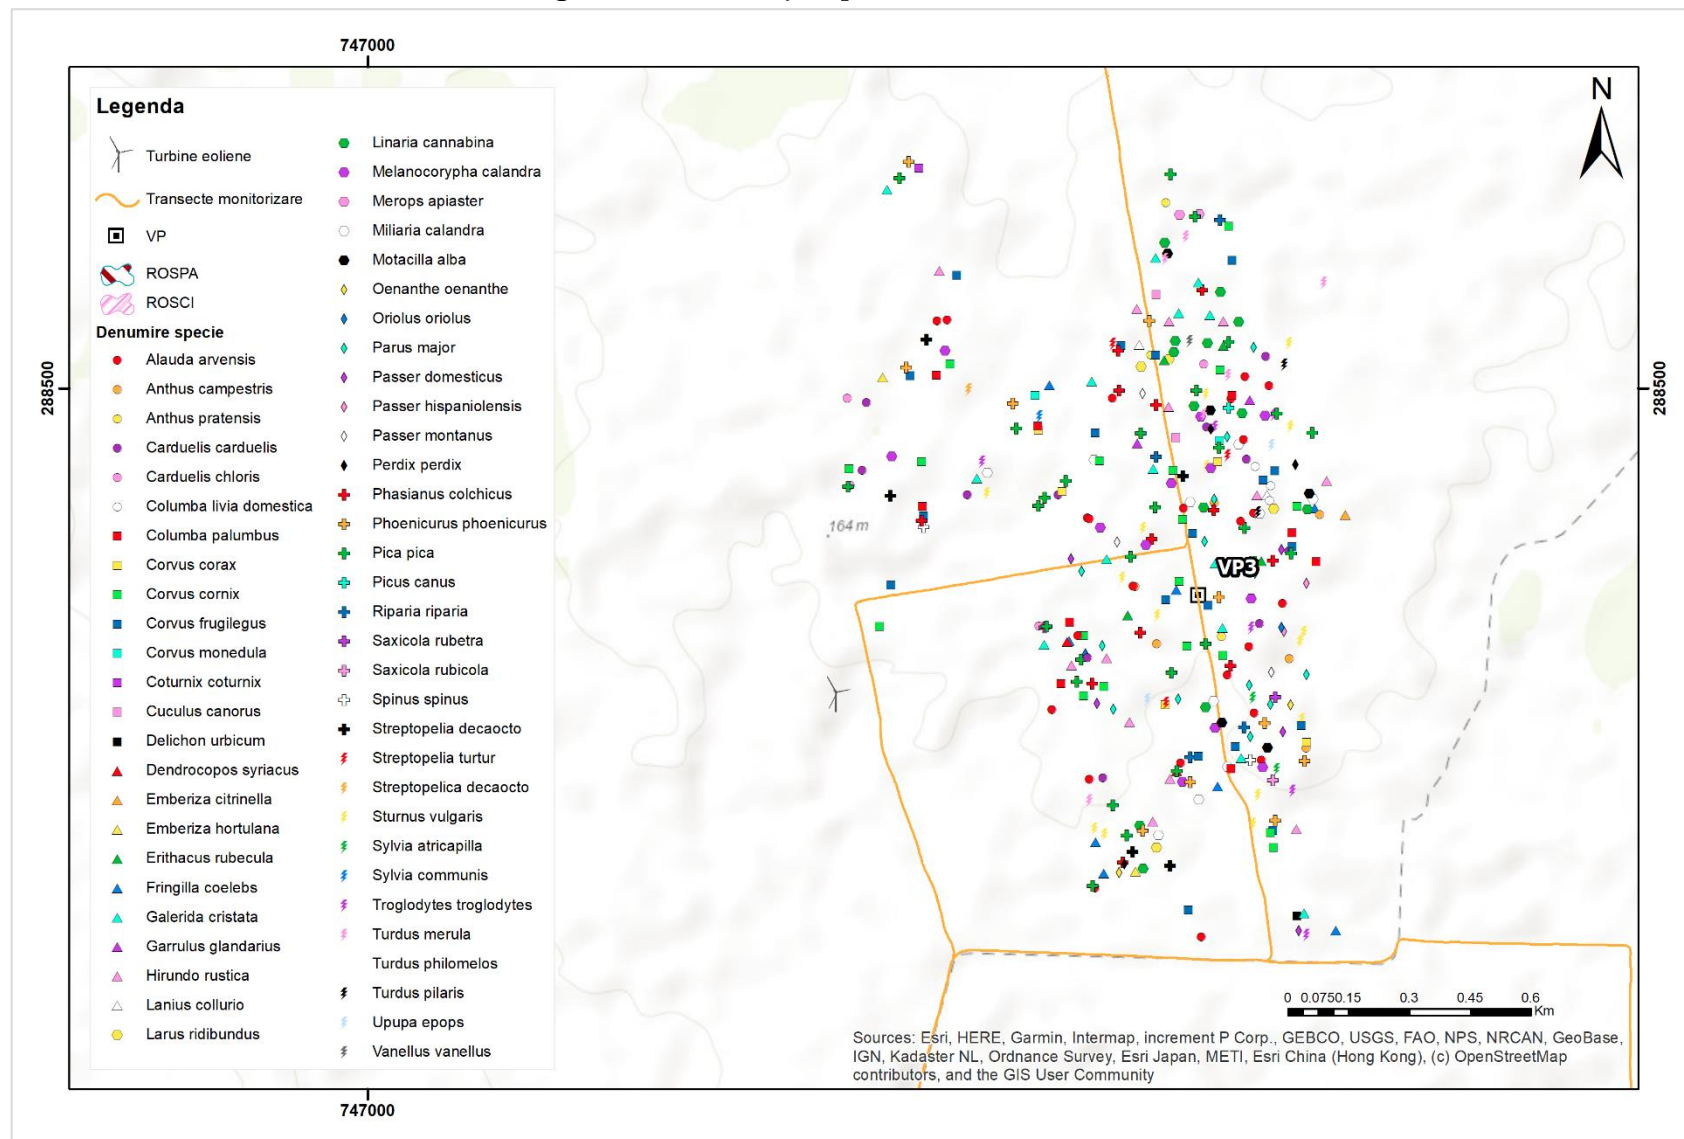 747000
288500
288500
747000
N
Legenda
Turbine eoliene
Transecte monitorizare
VP
ROSPA
ROSCI
Denumire specie
Alauda arvensis
Anthus campestris
Anthus pratensis
Carduelis carduelis
Carduelis chloris
Columba livia domestica
Columba palumbus
Corvus corax
Corvus cornix
Corvus frugilegus
Corvus monedula
Coturnix coturnix
Cuculus canorus
Delichon urbicum
Dendrocopos syriacus
Emberiza citrinella
Emberiza hortulana
Erithacus rubecula
Fringilla coelebs
Galerida cristata
Garrulus glandarius
Hirundo rustica
Lanius collurio
Larus ridibundus
Linaria cannabina
Melanocorypha calandra
Merops apiaster
Miliaria calandra
Motacilla alba
Oenanthe oenanthe
Oriolus oriolus
Parus major
Passer domesticus
Passer hispaniolensis
Passer montanus
Perdix perdix
Phasianus colchicus
Phoenicurus phoenicurus
Pica pica
Picus canus
Riparia riparia
Saxicola rubetra
Saxicola rubicola
Spinus spinus
Streptopelia decaocto
Streptopelia turtur
Streptopelica decaocto
Sturnus vulgaris
Sylvia atricapilla
Sylvia communis
Troglodytes troglodytes
Turdus merula
Turdus philomelos
Turdus pilaris
Upupa epops
Vanellus vanellus
164 m
VP3
0 0.0750.15 0.3 0.45 0.6
Km
Sources: Esri, HERE, Garmin, Intermap, increment P Corp., GEBCO, USGS, FAO, NPS, NRCAN, GeoBase,
IGN, Kadaster NL, Ordnance Survey, Esri Japan, METI, Esri China (Hong Kong), (c) OpenStreetMap
contributors, and the GIS User Community